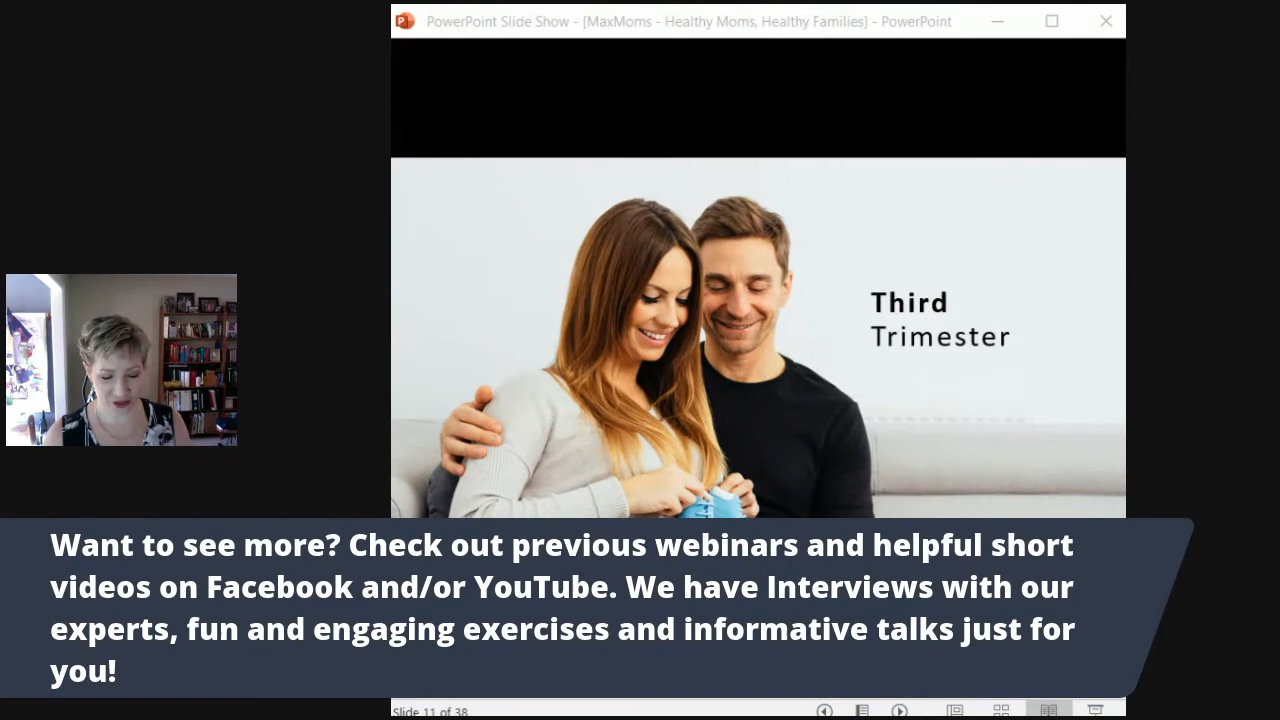 PowerPoint Slide Show - [MaxMoms - Healthy Moms, Healthy Families] - PowerPoint
Third
Trimester
Want to see more? Check out previous webinars and helpful short
videos on Facebook and/or YouTube. We have Interviews with our
experts, fun and engaging exercises and informative talks just for
you!
Slide 11 of 38